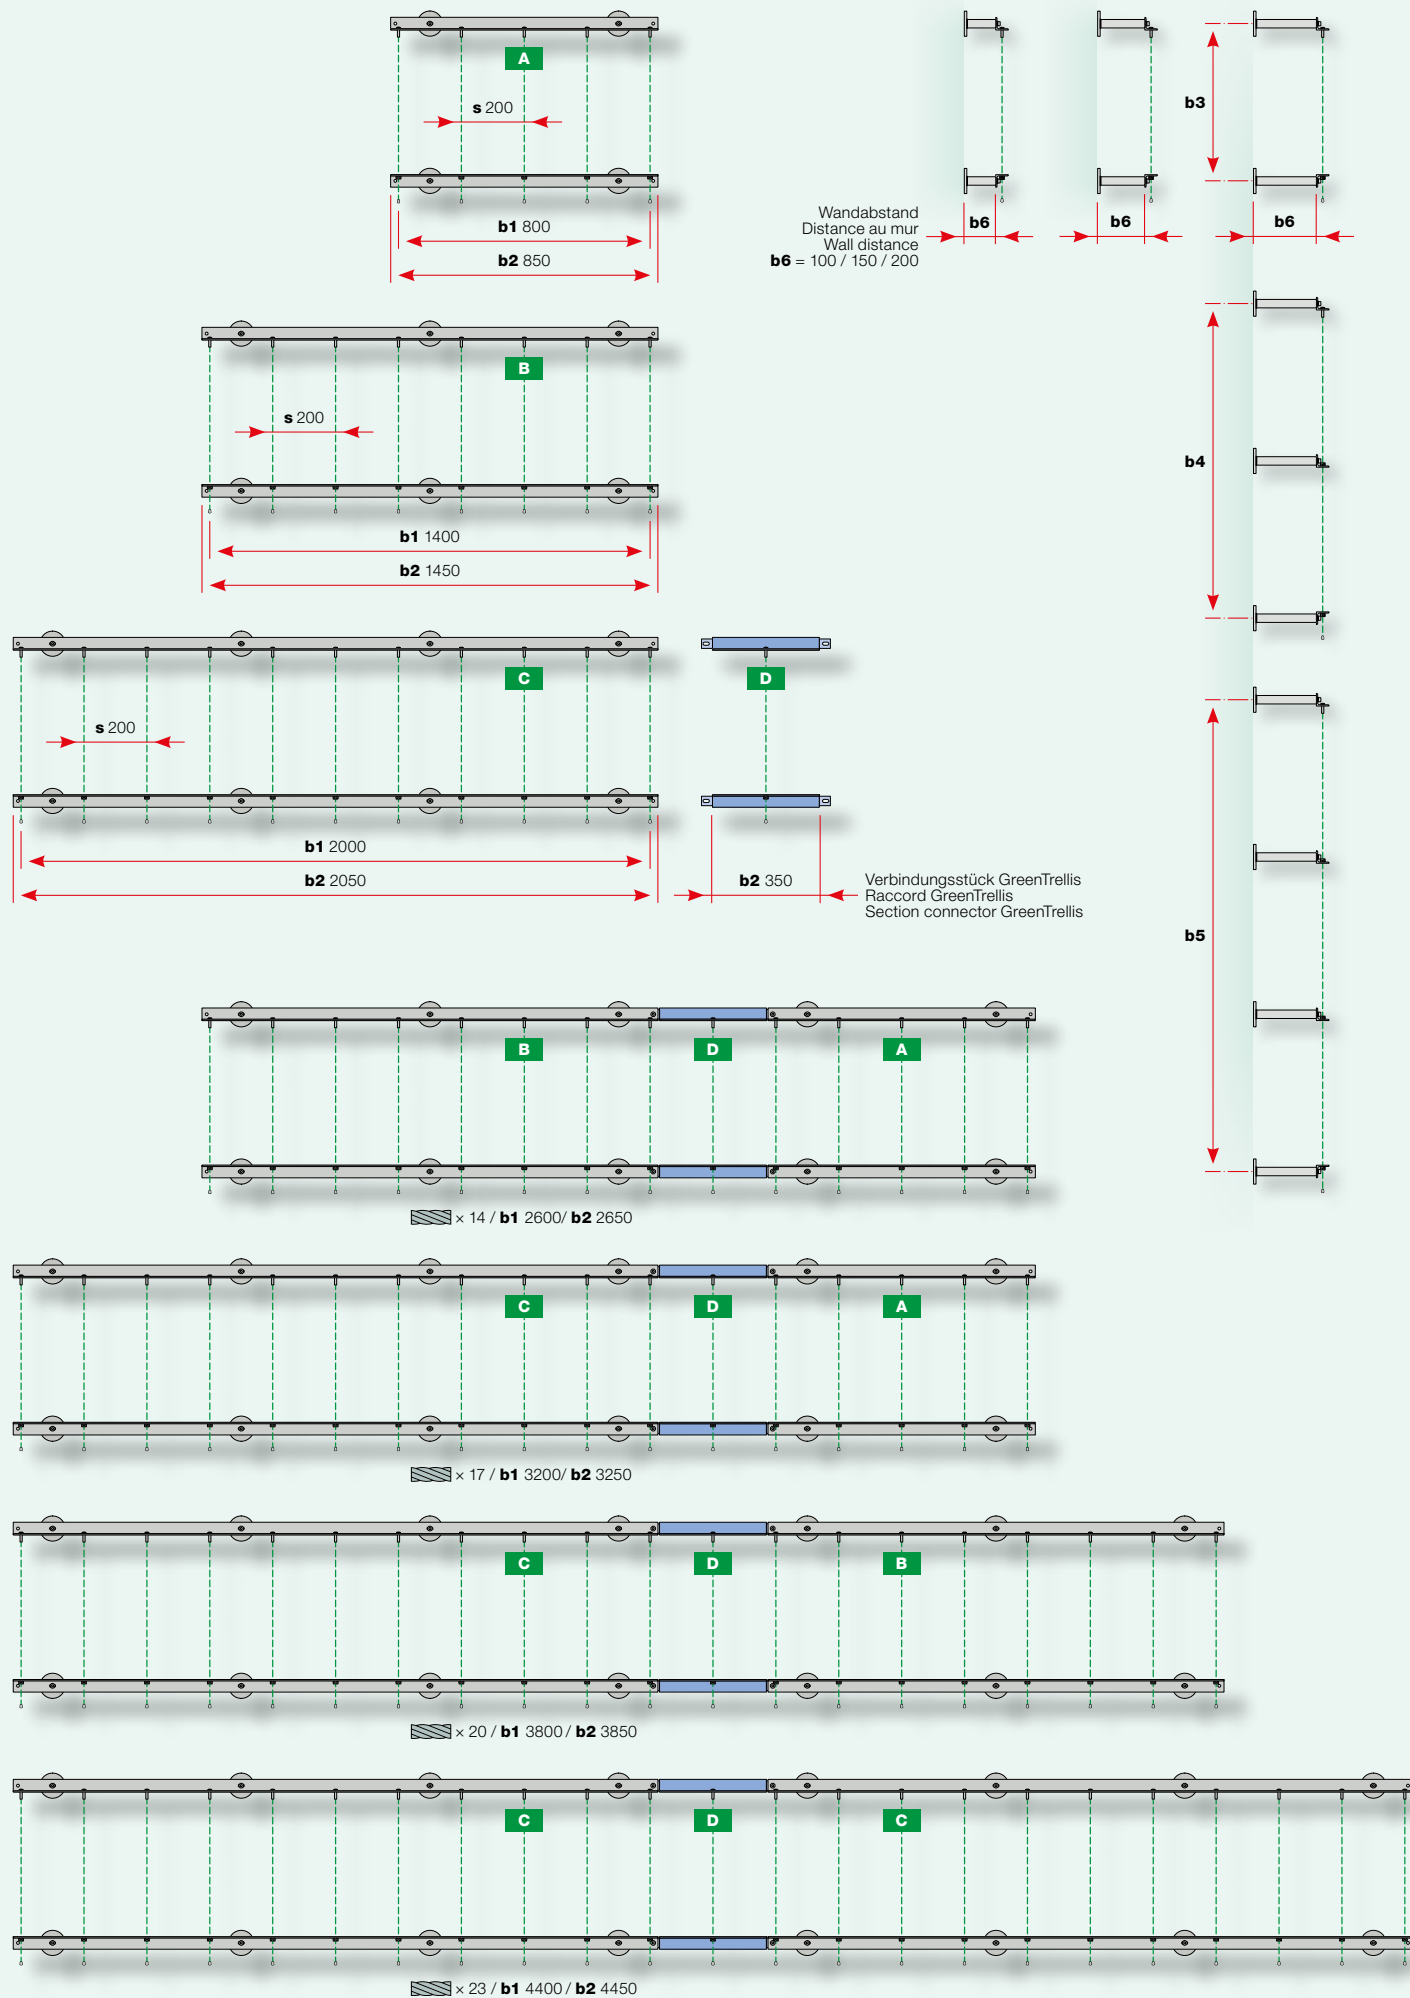 A
s 200
b1 800
b2 850
b3
Wandabstand
Distance au mur
Wall distance
b6 = 100 / 150 / 200
b6
b6
b6
B
s 200
b1 1400
b2 1450
b4
C
s 200
b1 2000
b2 2050
D
b2 350
Verbindungsstück GreenTrellis
Raccord GreenTrellis
Section connector GreenTrellis
b5
B
D
A
× 14 / b1 2600/ b2 2650
C
D
A
× 17 / b1 3200/ b2 3250
C
D
B
× 20 / b1 3800 / b2 3850
C
D
C
× 23 / b1 4400 / b2 4450